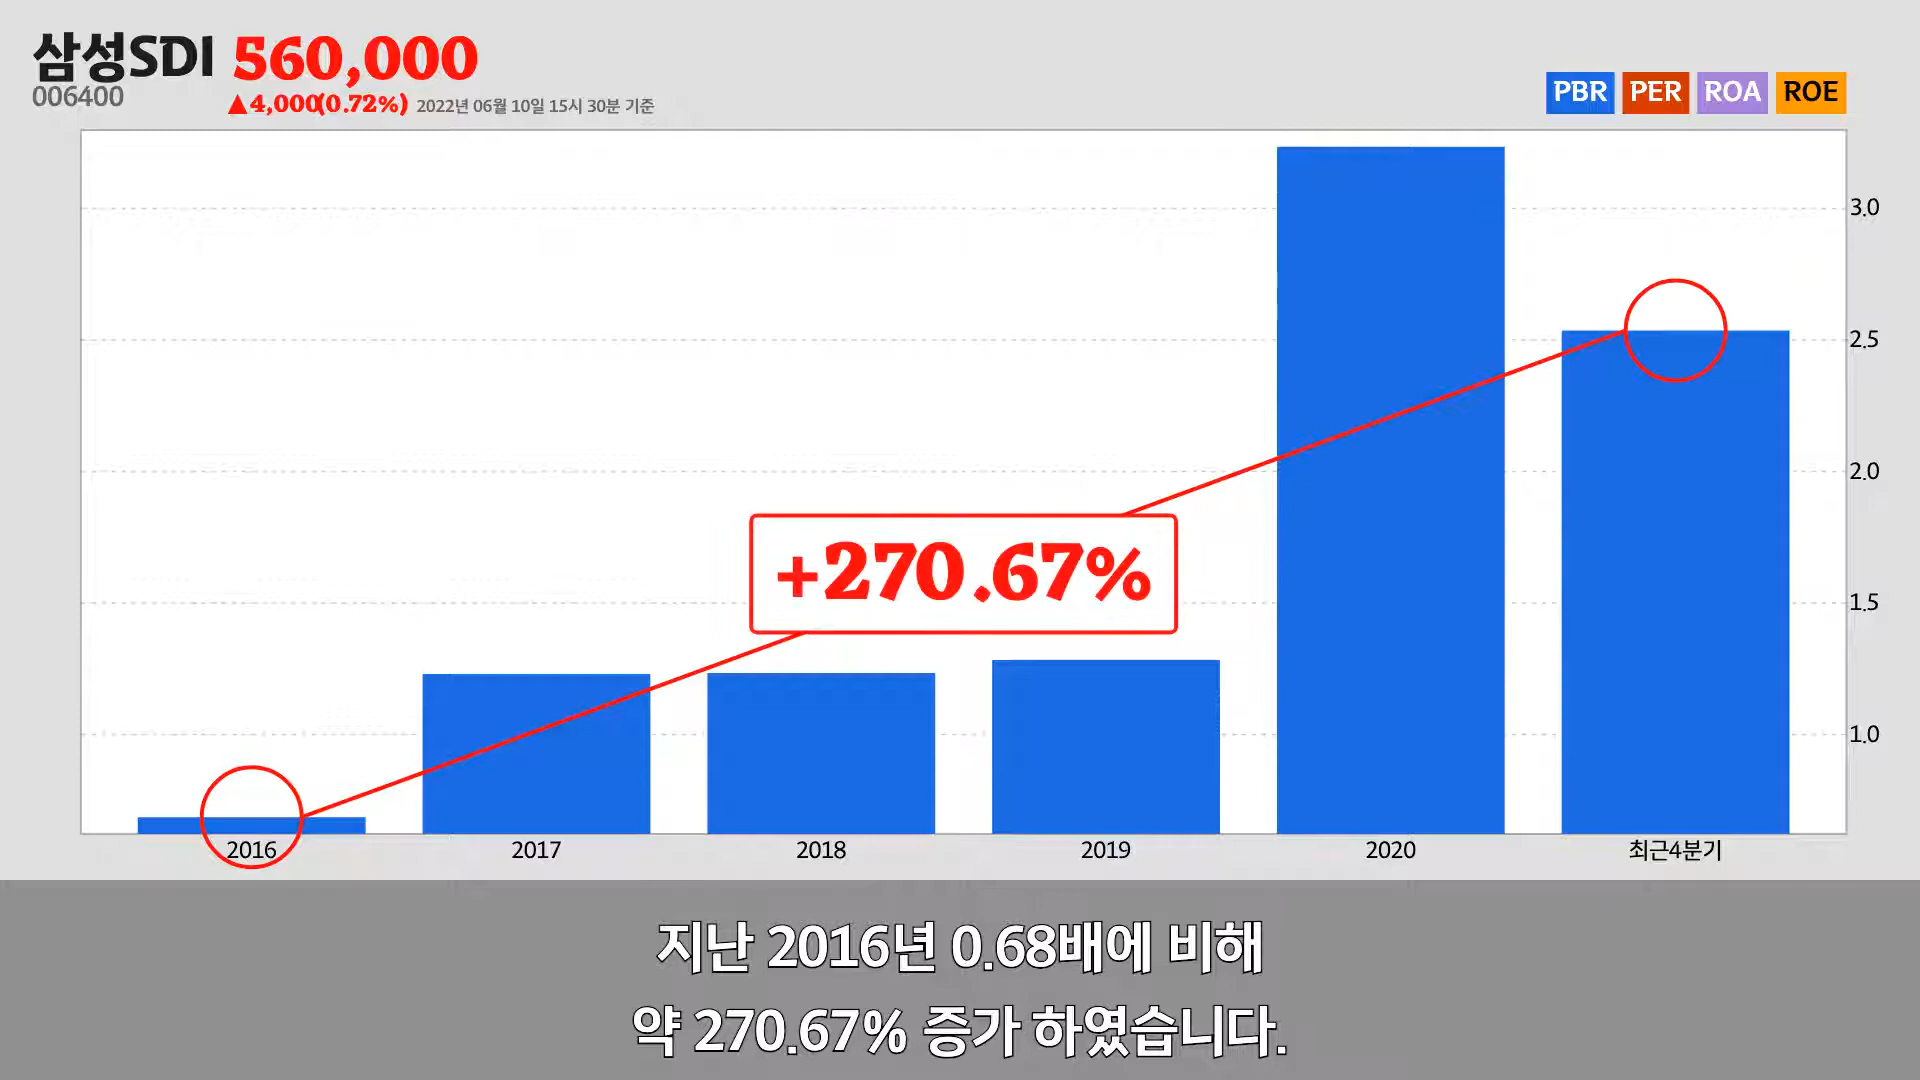 삼성SDI 560,000
006400
▲4,000(0.72%) 2022년 06월 10일 15시 30분 기준
PBR PER ROA ROE
3.0
2.5
2.0
1.5
1.0
+270.67%
2016 2017 2018 2019 2020 최근4분기
지난 2016년 0.68배에 비해
약 270.67% 증가 하였습니다.